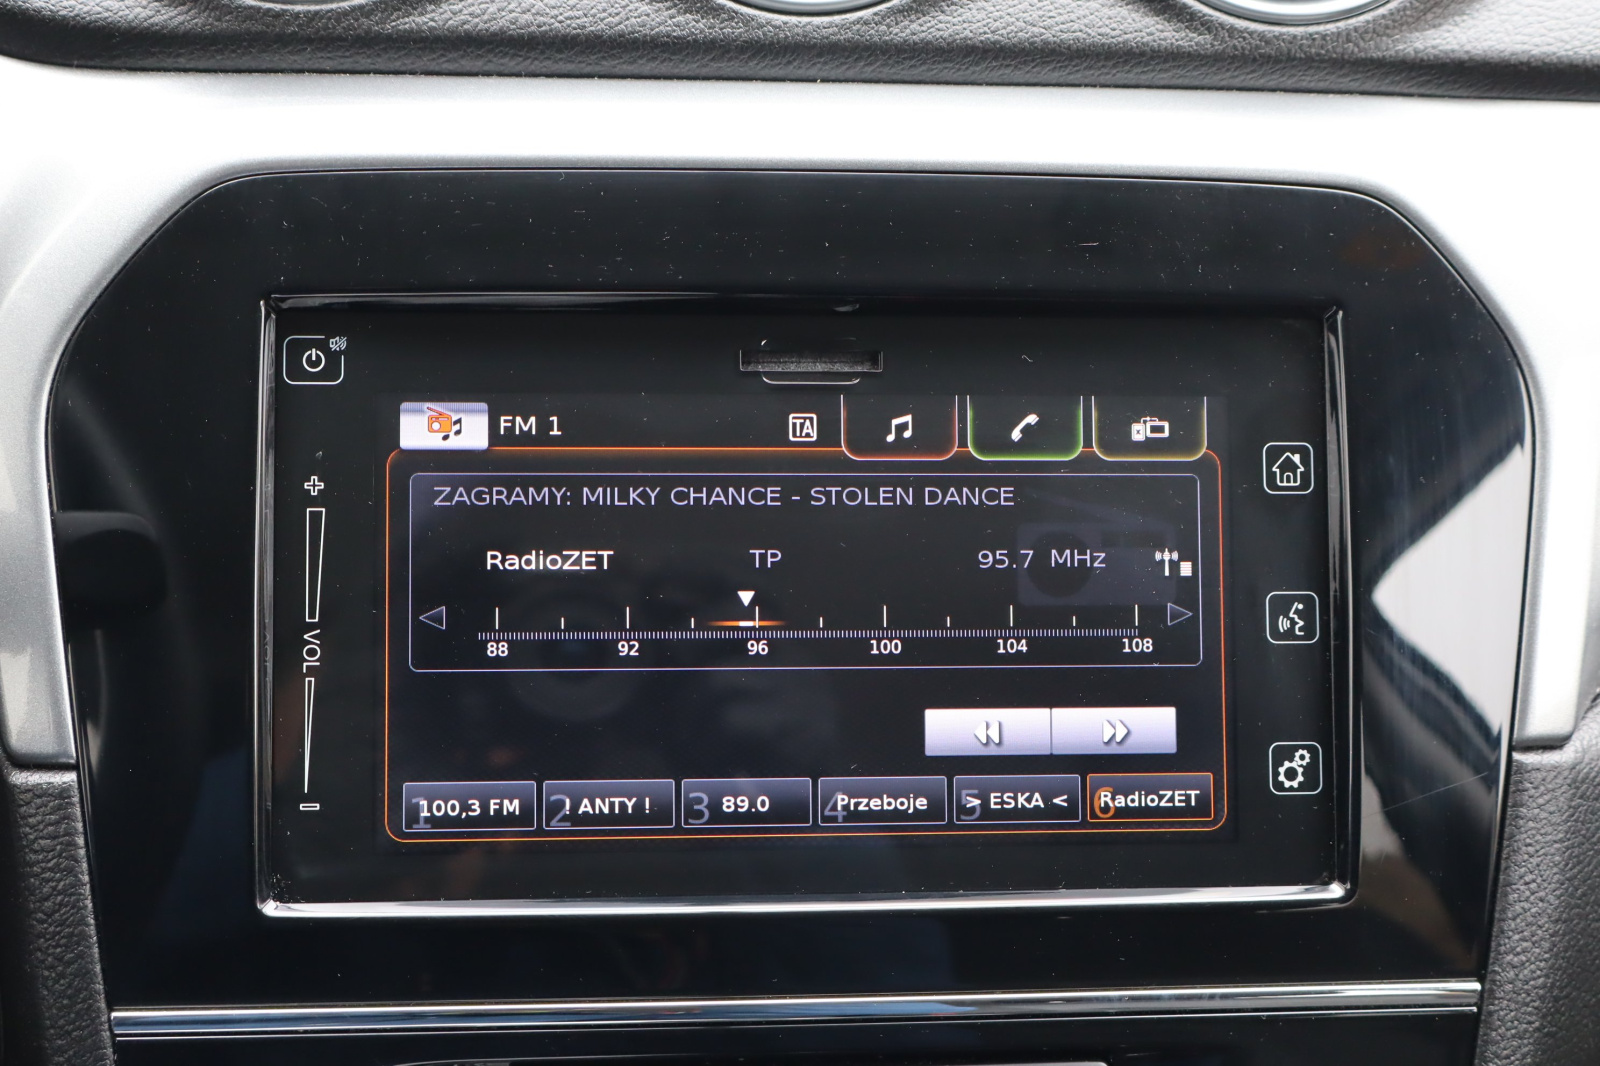 FM 1
TA
ZAGRAMY: MILKY CHANCE - STOLEN DANCE
RadioZET TP 95.7 MHz
88 92 96 100 104 108
VOL
1 100,3 FM
2 ! ANTY !
3 89.0
4 Przeboje
5 > ESKA <
6 RadioZET